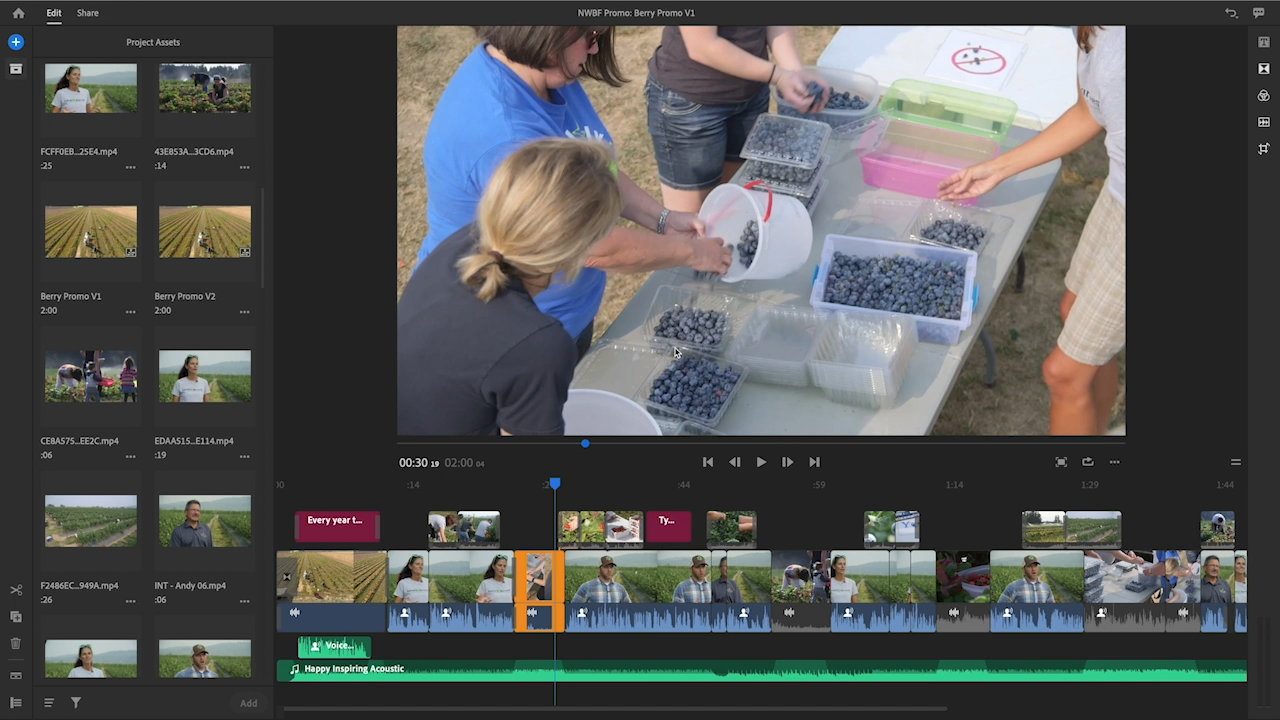 Edit
Share
NWBF Promo: Berry Promo V1
Project Assets
FCFF0EB...25E4.mp4
:25
43E853A...3CD6.mp4
:14
Berry Promo V1
2:00
Berry Promo V2
2:00
CE8A575...EE2C.mp4
:06
EDAA515...E114.mp4
:19
F2486EC...949A.mp4
:26
INT - Andy 06.mp4
:06
Add
00:30 19
02:00 04
:14
:44
:59
1:14
1:29
1:44
Every year t...
Ty...
Voice...
Happy Inspiring Acoustic